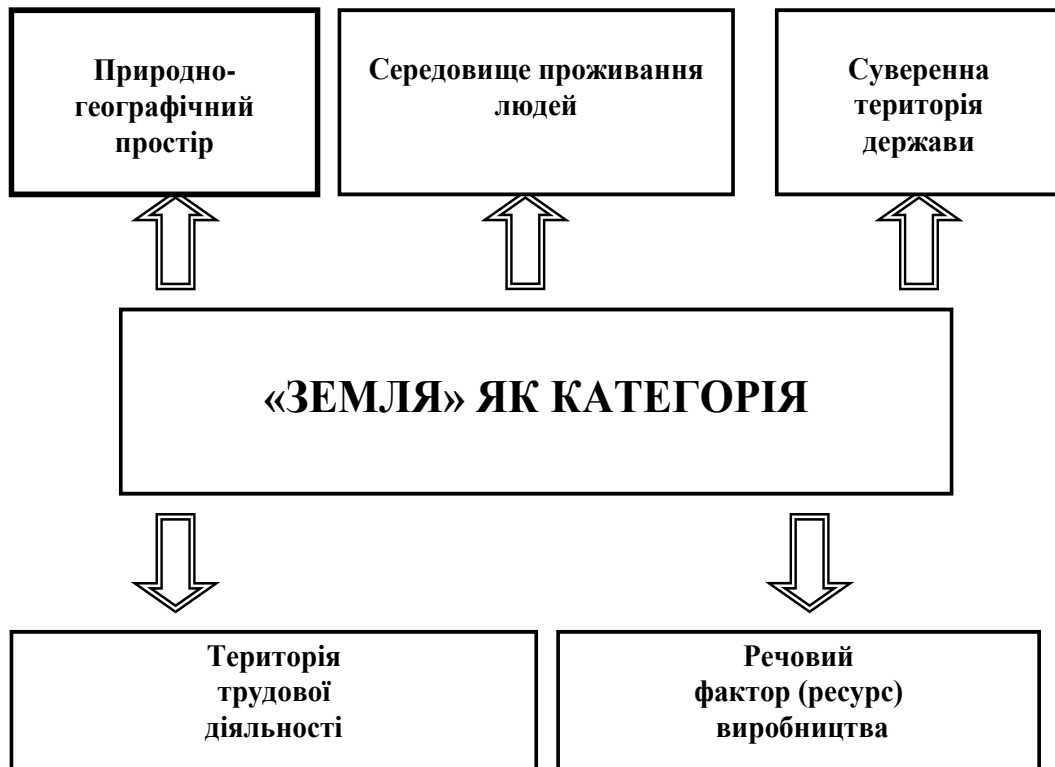 Природно-
географічний
простір
Середовище проживання
людей
Суверенна
територія
держави
«ЗЕМЛЯ» ЯК КАТЕГОРІЯ
Територія
трудової
діяльності
Речовий
фактор (ресурс)
виробництва